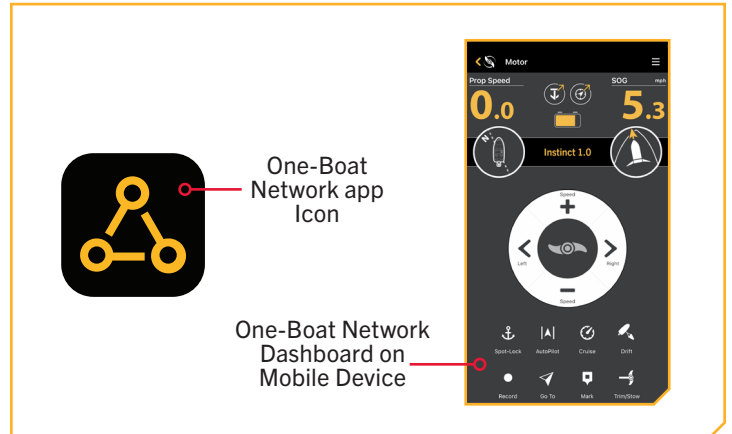 Motor
Prop Speed
SOG mph
0.0
5.3
N
Instinct 1.0
Speed
Left
Right
Speed
Spot-Lock AutoPilot Cruise Drift
Record Go To Mark Trim/Stow
One-Boat
Network app
Icon
One-Boat Network
Dashboard on
Mobile Device